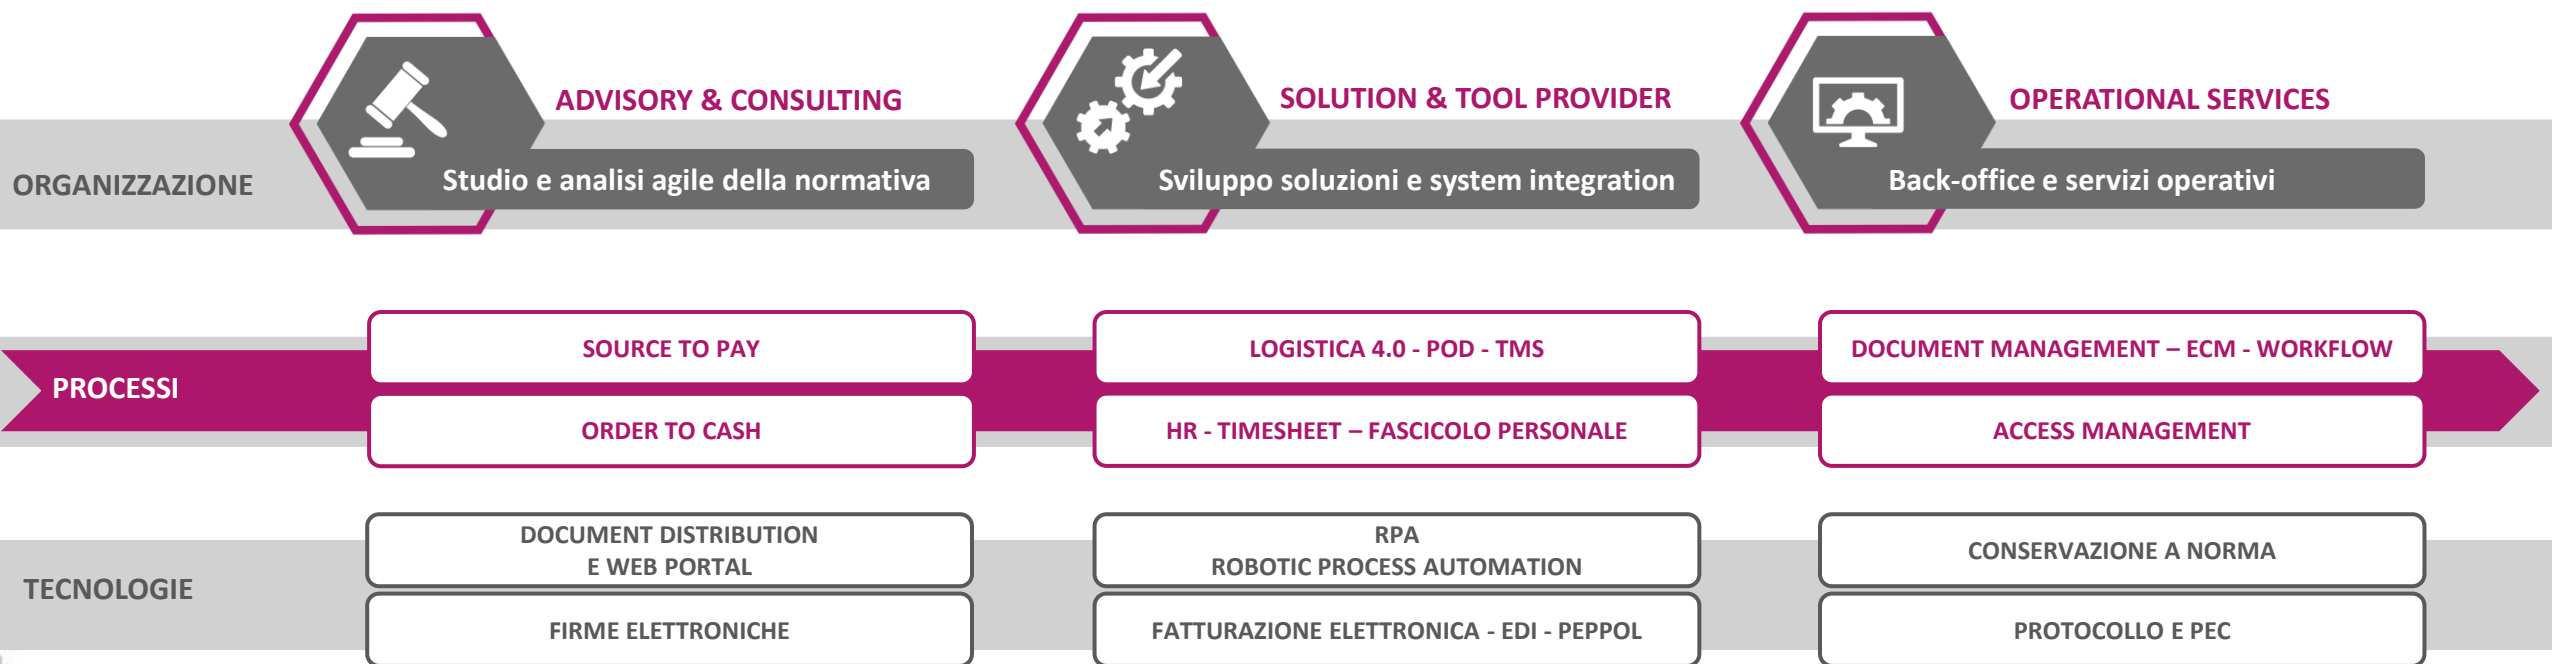 ADVISORY & CONSULTING
SOLUTION & TOOL PROVIDER
OPERATIONAL SERVICES
ORGANIZZAZIONE
Studio e analisi agile della normativa
Sviluppo soluzioni e system integration
Back-office e servizi operativi
PROCESSI
SOURCE TO PAY
LOGISTICA 4.0 - POD - TMS
DOCUMENT MANAGEMENT – ECM - WORKFLOW
ORDER TO CASH
HR - TIMESHEET – FASCICOLO PERSONALE
ACCESS MANAGEMENT
TECNOLOGIE
DOCUMENT DISTRIBUTION
E WEB PORTAL
RPA
ROBOTIC PROCESS AUTOMATION
CONSERVAZIONE A NORMA
FIRME ELETTRONICHE
FATTURAZIONE ELETTRONICA - EDI - PEPPOL
PROTOCOLLO E PEC